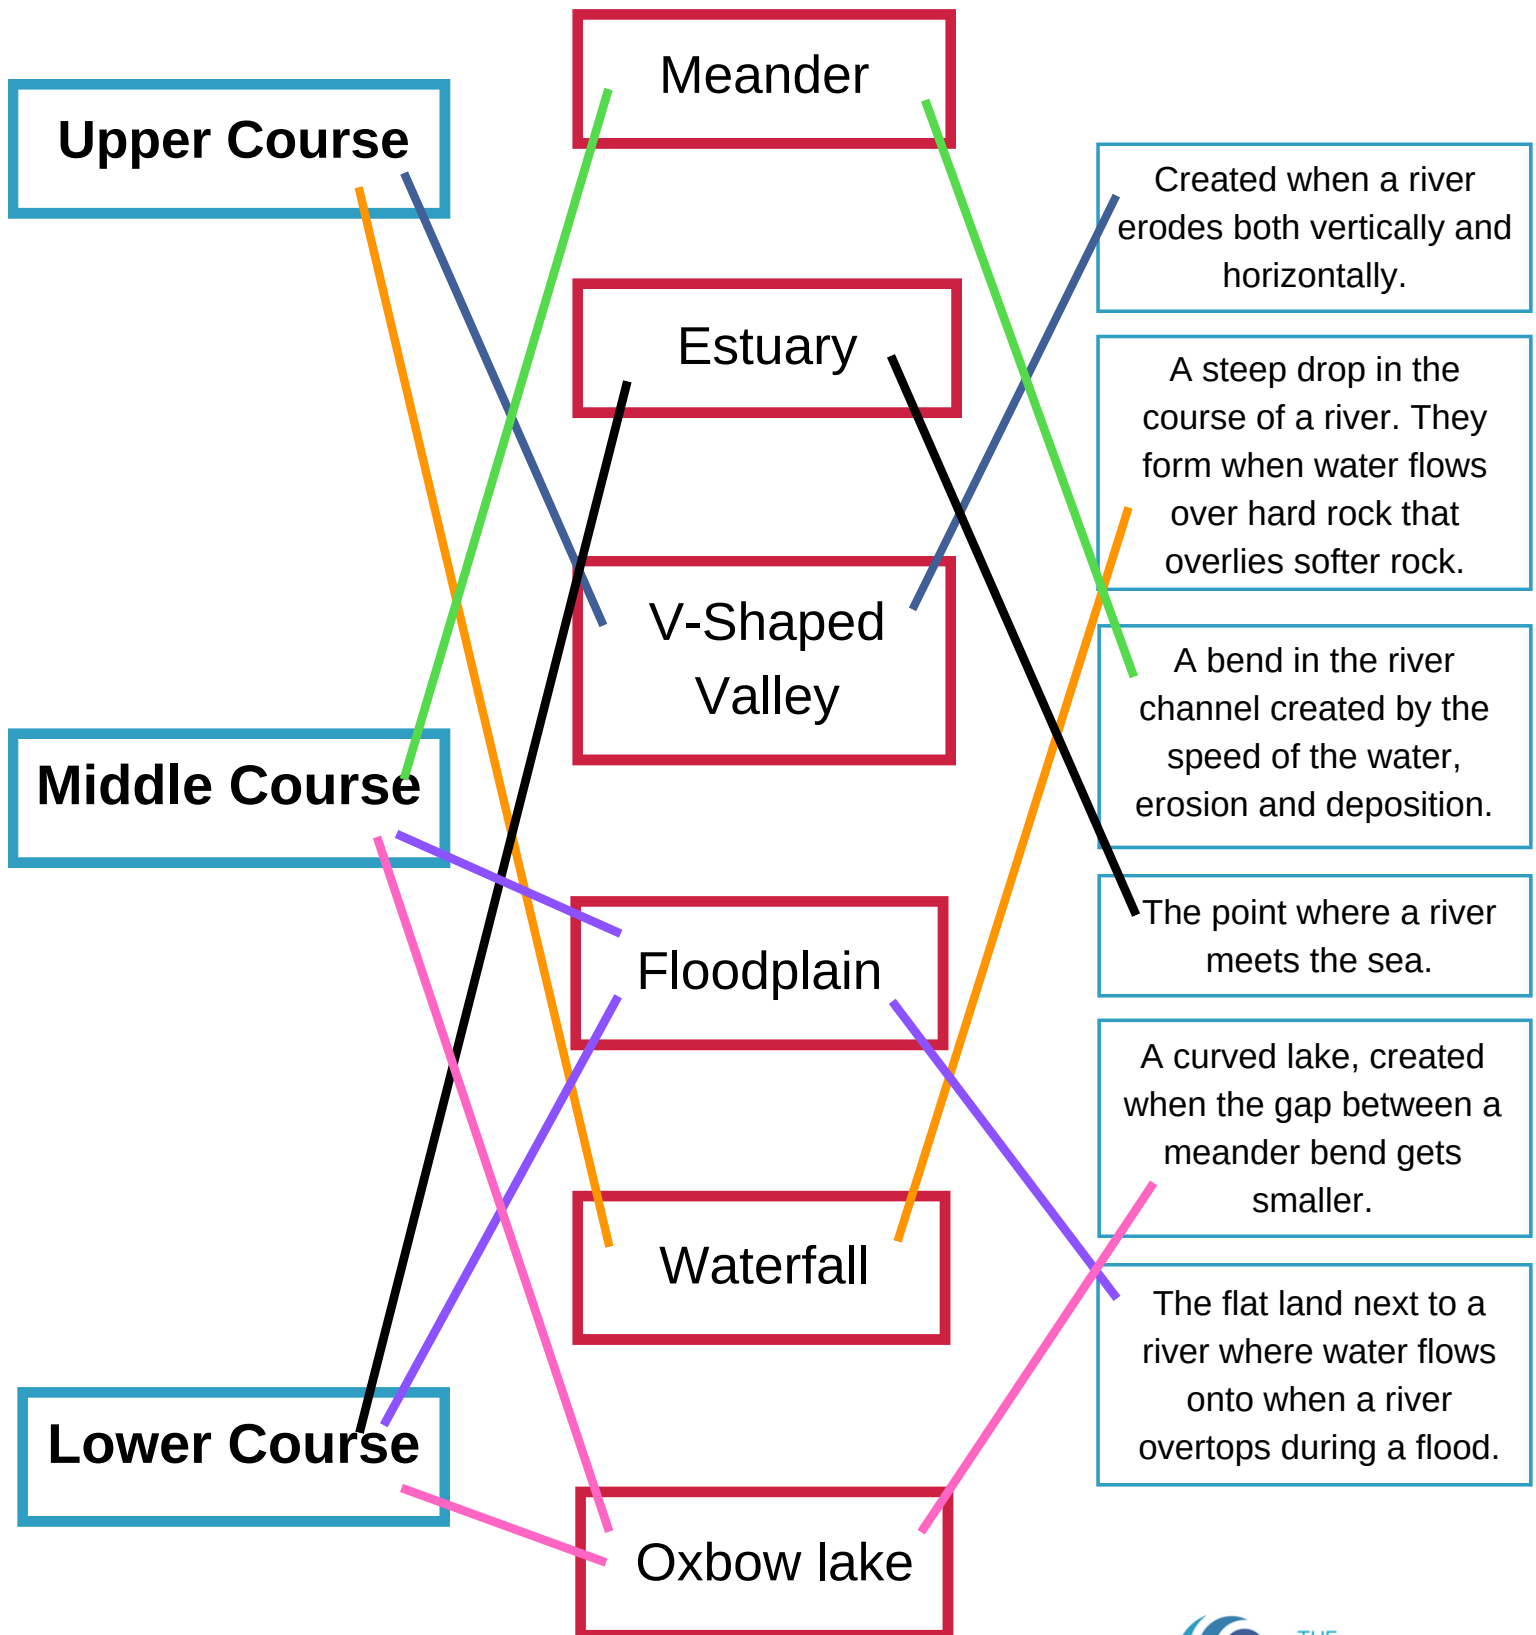 Upper Course
Middle Course
Lower Course
Meander
Estuary
V-Shaped
Valley
Floodplain
Waterfall
Oxbow lake
Created when a river
erodes both vertically and
horizontally.
A steep drop in the
course of a river. They
form when water flows
over hard rock that
overlies softer rock.
A bend in the river
channel created by the
speed of the water,
erosion and deposition.
The point where a river
meets the sea.
A curved lake, created
when the gap between a
meander bend gets
smaller.
The flat land next to a
river where water flows
onto when a river
overtops during a flood.
THE